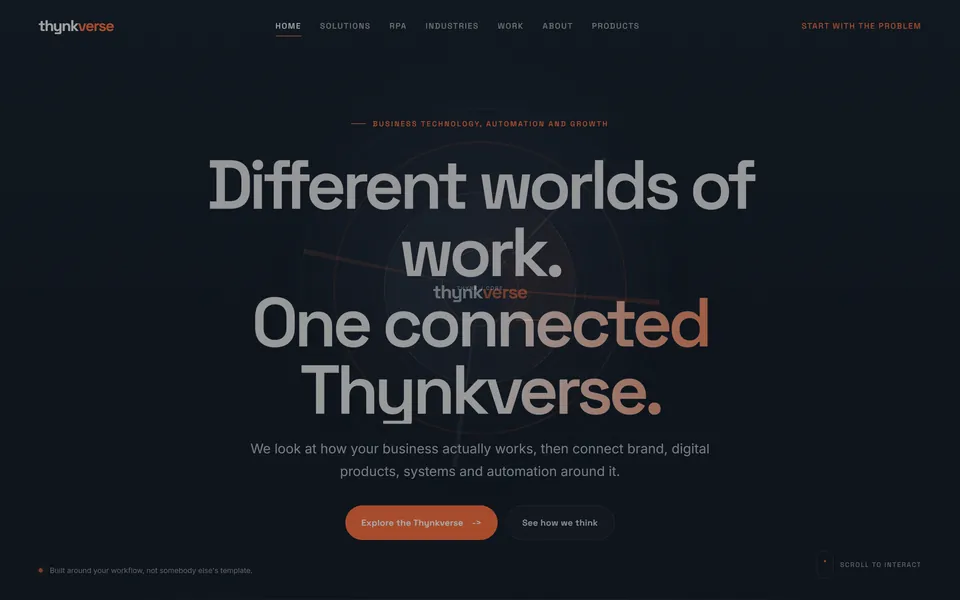 thynkverse
HOME SOLUTIONS RPA INDUSTRIES WORK ABOUT PRODUCTS
START WITH THE PROBLEM
BUSINESS TECHNOLOGY, AUTOMATION AND GROWTH
Different worlds of
work.
thynkverse
One connected
Thynkverse.
We look at how your business actually works, then connect brand, digital
products, systems and automation around it.
Explore the Thynkverse ->
See how we think
Built around your workflow, not somebody else's template.
SCROLL TO INTERACT